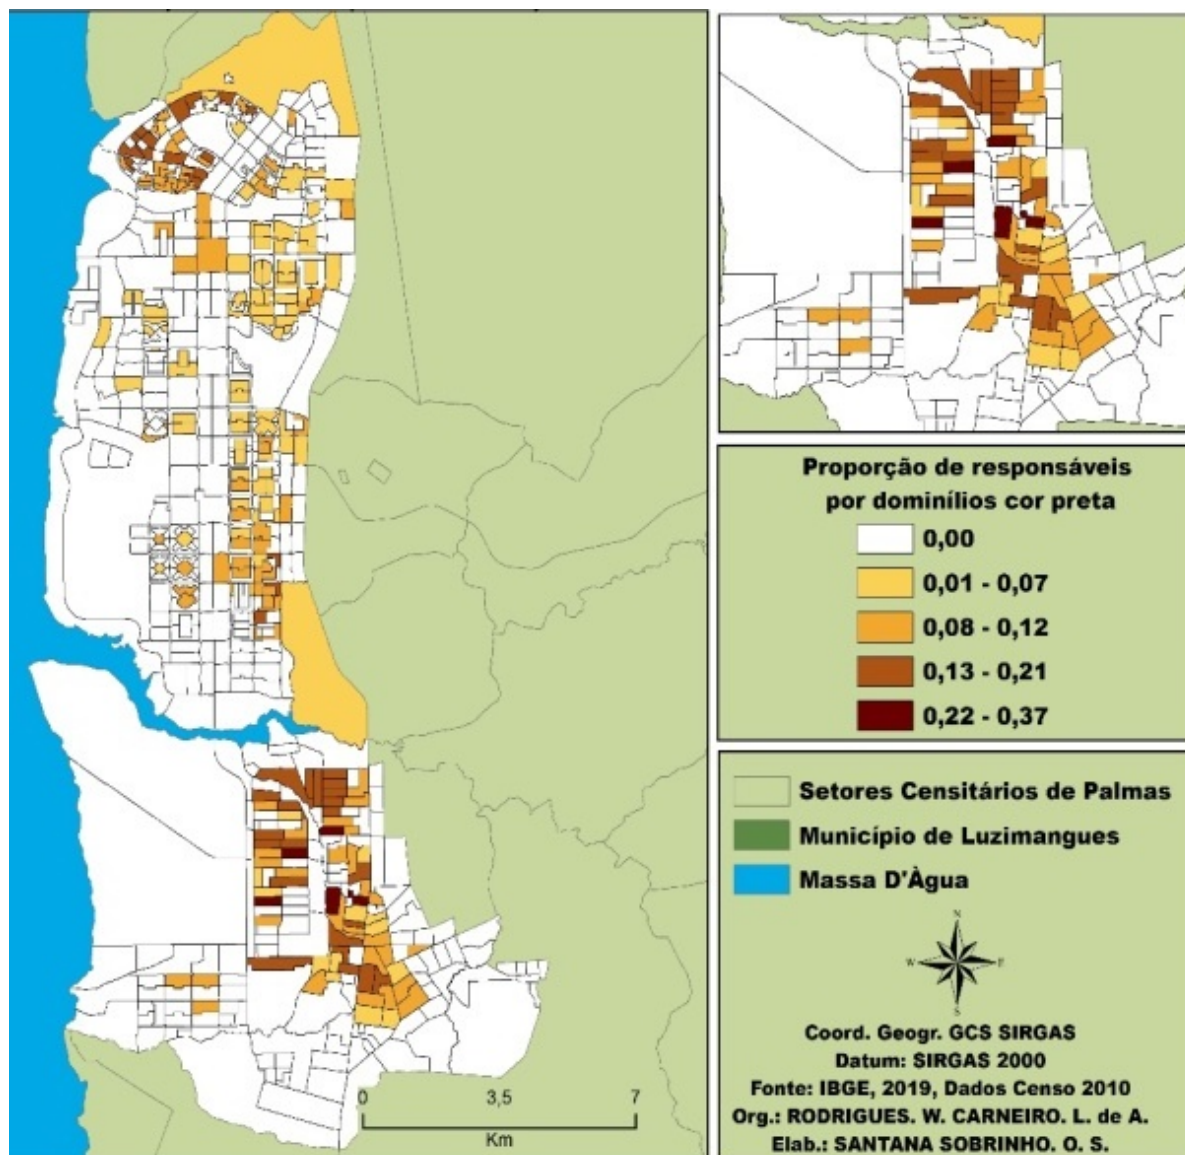 Proporção de responsáveis
por dominílios cor preta
0,00
0,01 - 0,07
0,08 - 0,12
0,13 - 0,21
0,22 - 0,37
Setores Censitários de Palmas
Município de Luzimangues
Massa D'Àgua
N
W E
S
Coord. Geogr. GCS SIRGAS
Datum: SIRGAS 2000
Fonte: IBGE, 2019, Dados Censo 2010
Org.: RODRIGUES. W. CARNEIRO. L. de A.
Elab.: SANTANA SOBRINHO. O. S.
0 3,5 7
Km